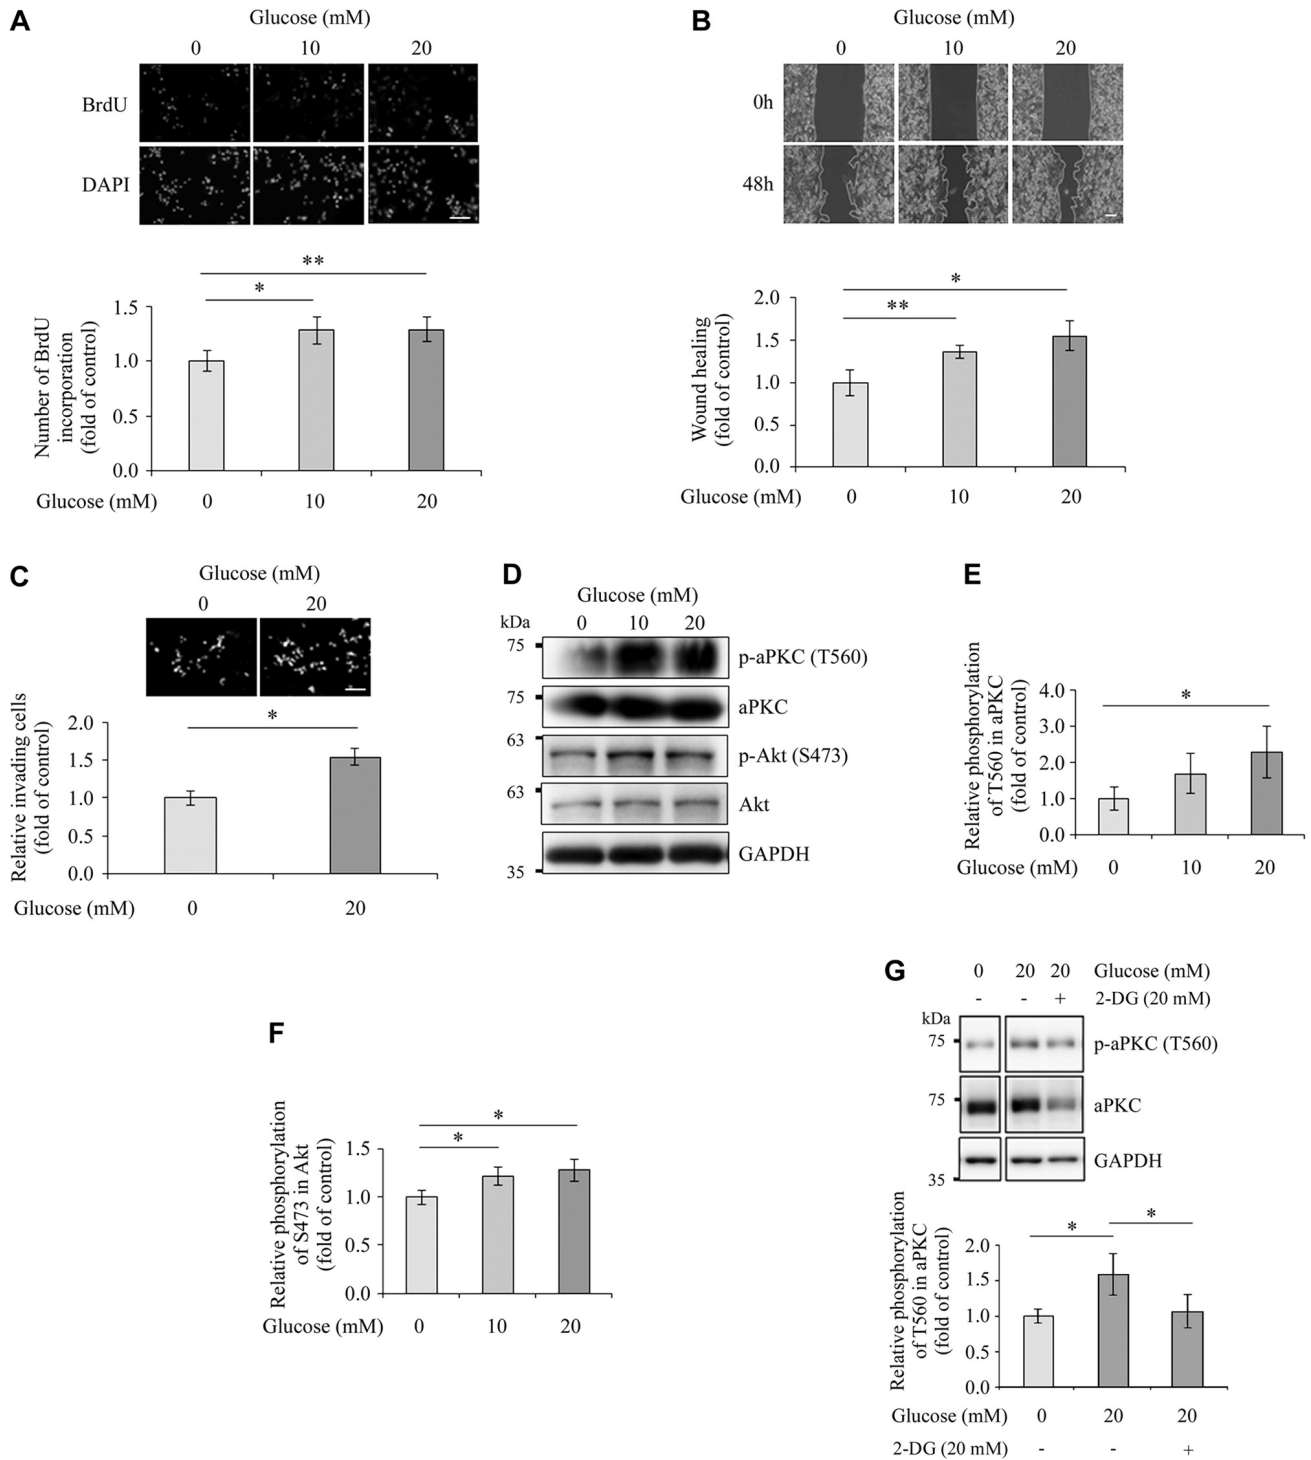 A
Glucose (mM)
0 10 20
BrdU
DAPI
**
*
Number of BrdU
incorporation
(fold of control)
1.5
1.0
0.5
0.0
Glucose (mM) 0 10 20
B
Glucose (mM)
0 10 20
0h
48h
*
**
Wound healing
(fold of control)
2.0
1.5
1.0
0.5
0.0
Glucose (mM) 0 10 20
C
Glucose (mM)
0 20
*
Relative invading cells
(fold of control)
2.0
1.5
1.0
0.5
0.0
Glucose (mM) 0 20
D
Glucose (mM)
kDa 0 10 20
75 p-aPKC (T560)
75 aPKC
63 p-Akt (S473)
63 Akt
GAPDH
35
E
Relative phosphorylation
of T560 in aPKC
(fold of control)
*
4.0
3.0
2.0
1.0
0.0
Glucose (mM) 0 10 20
F
Relative phosphorylation
of S473 in Akt
(fold of control)
*
*
1.5
1.0
0.5
0.0
Glucose (mM) 0 10 20
G
0 20 20 Glucose (mM)
- - + 2-DG (20 mM)
kDa
75 p-aPKC (T560)
75 aPKC
GAPDH
35
Relative phosphorylation
of T560 in aPKC
(fold of control)
* *
2.0
1.5
1.0
0.5
0.0
Glucose (mM) 0 20 20
2-DG (20 mM) - - +